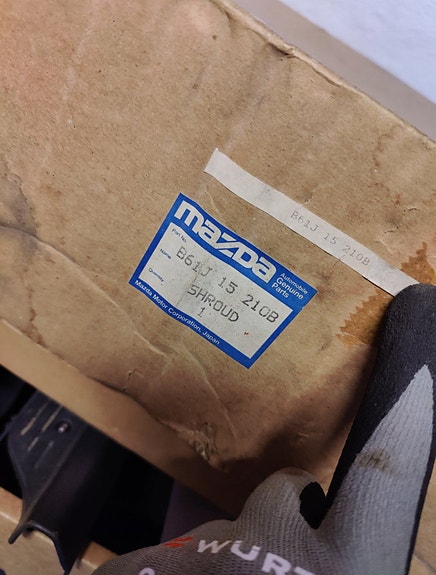 B61J 15 210B
mazda
Automobile
Genuine
Parts
Part No.
B61J 15 210B
Name
SHROUD
Quantity
1
Mazda Motor Corporation, Japan
WÜRT